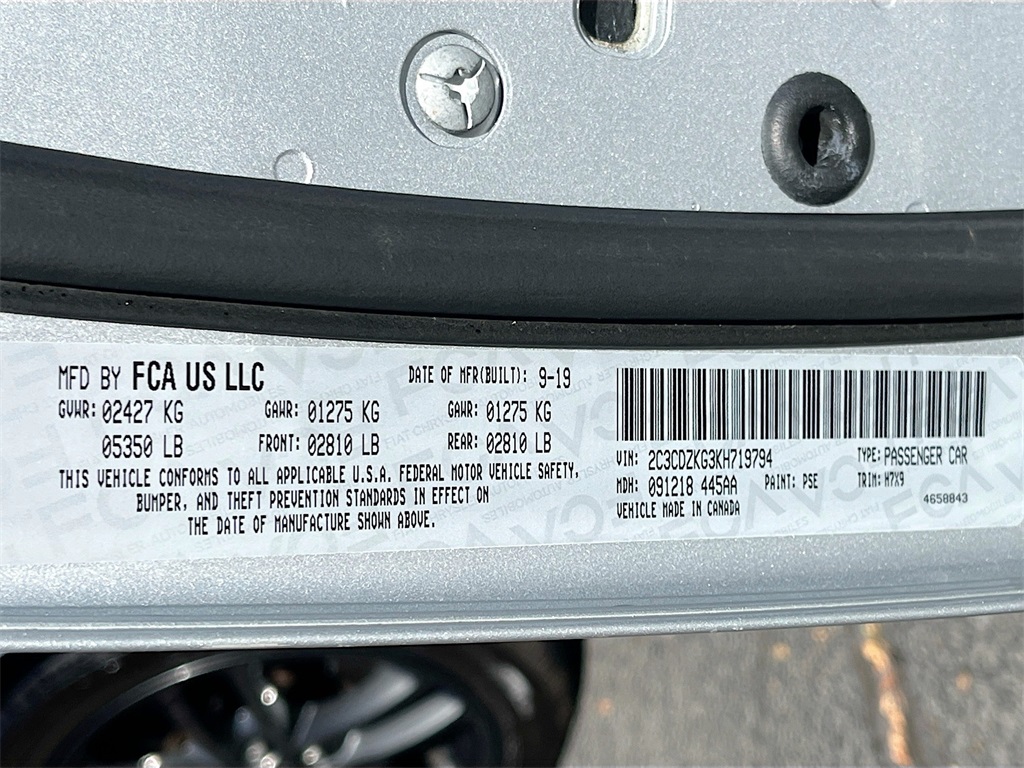 MFD BY FCA US LLC
DATE OF MFR(BUILT): 9-19
GVWR: 02427 KG GAWR: 01275 KG GAWR: 01275 KG
05350 LB FRONT: 02810 LB REAR: 02810 LB
THIS VEHICLE CONFORMS TO ALL APPLICABLE U.S.A. FEDERAL MOTOR VEHICLE SAFETY,
BUMPER, AND THEFT PREVENTION STANDARDS IN EFFECT ON
THE DATE OF MANUFACTURE SHOWN ABOVE.
VIN: 2C3CDZKG3KH719794 TYPE: PASSENGER CAR
MDH: 091218 445AA PAINT: PSE TRIM: H7X9
VEHICLE MADE IN CANADA 4658843